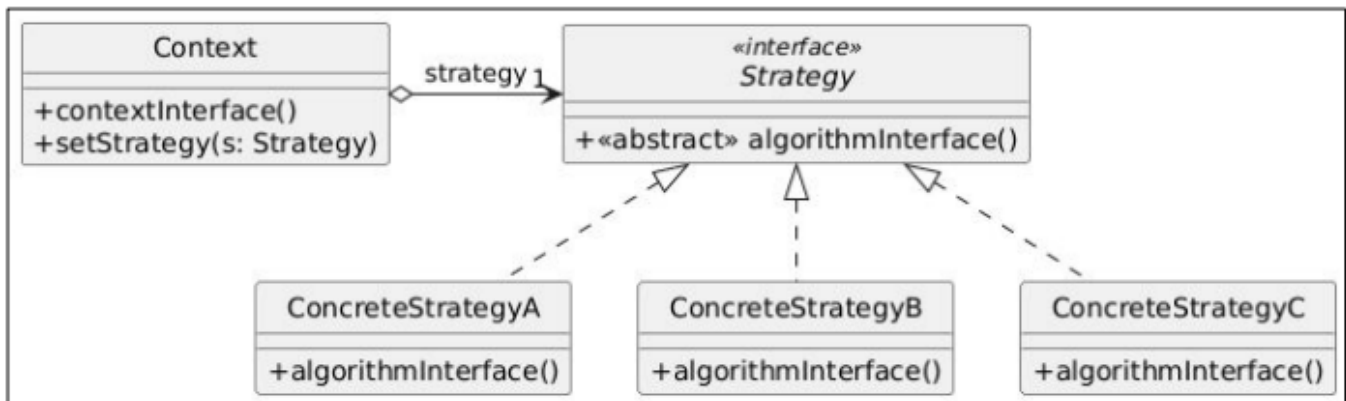 Context
+contextInterface()
+setStrategy(s: Strategy)
strategy 1
«interface»
Strategy
+«abstract» algorithmInterface()
ConcreteStrategyA
+algorithmInterface()
ConcreteStrategyB
+algorithmInterface()
ConcreteStrategyC
+algorithmInterface()